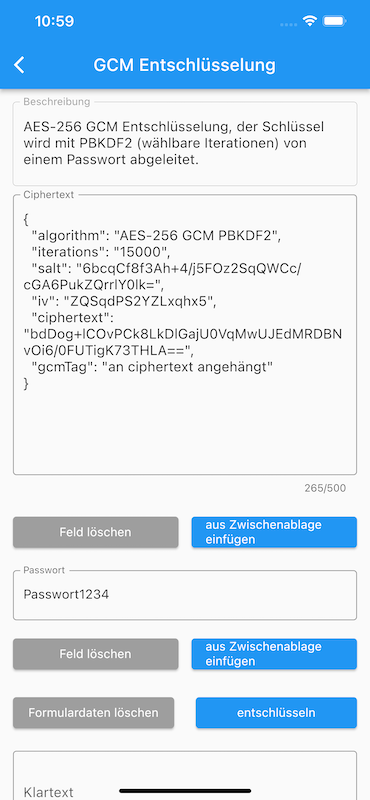 10:59
GCM Entschlüsselung
Beschreibung
AES-256 GCM Entschlüsselung, der Schlüssel
wird mit PBKDF2 (wählbare Iterationen) von
einem Passwort abgeleitet.
Ciphertext
{
"algorithm": "AES-256 GCM PBKDF2",
"iterations": "15000",
"salt": "6bcqCf8f3Ah+4/j5FOz2SqQWCc/
cGA6PukZQrrlY0lk=",
"iv": "ZQSqdPS2YZLxqhx5",
"ciphertext":
"bdDog+lCOvPCk8LkDlGajU0VqMwUJEdMRDBN
vOi6/0FUTigK73THLA==",
"gcmTag": "an ciphertext angehängt"
}
265/500
Feld löschen
aus Zwischenablage
einfügen
Passwort
Passwort1234
Feld löschen
aus Zwischenablage
einfügen
Formulardaten löschen
entschlüsseln
Klartext